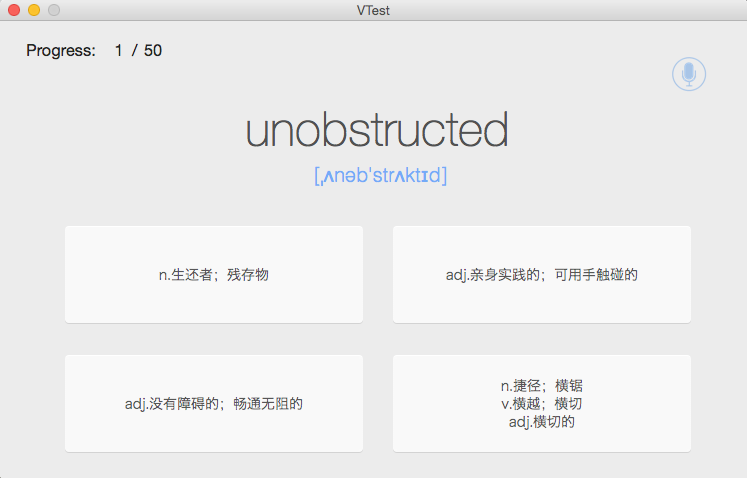 VTest
Progress: 1 / 50
unobstructed
[ˌʌnəb'strʌktɪd]
n.生还者；残存物
adj.亲身实践的；可用手触碰的
adj.没有障碍的；畅通无阻的
n.捷径；横锯
v.横越；横切
adj.横切的